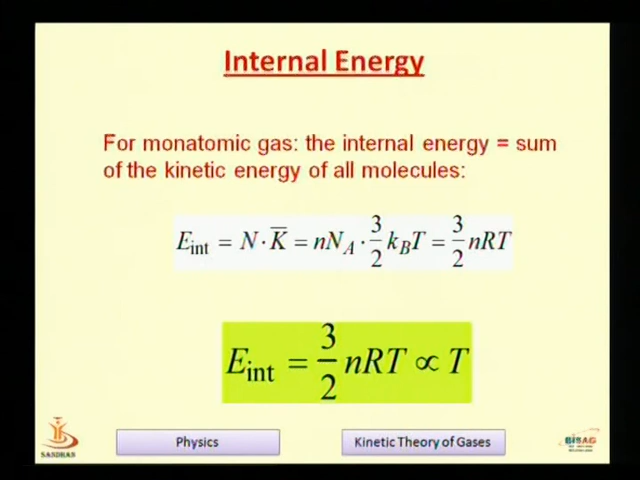 Internal Energy
For monatomic gas: the internal energy = sum
of the kinetic energy of all molecules:
E_int = N · K̅ = nN_A · 3/2 k_B T = 3/2 nRT
E_int = 3/2 nRT ∝ T
Physics
Kinetic Theory of Gases
SANDHAN
BISAG